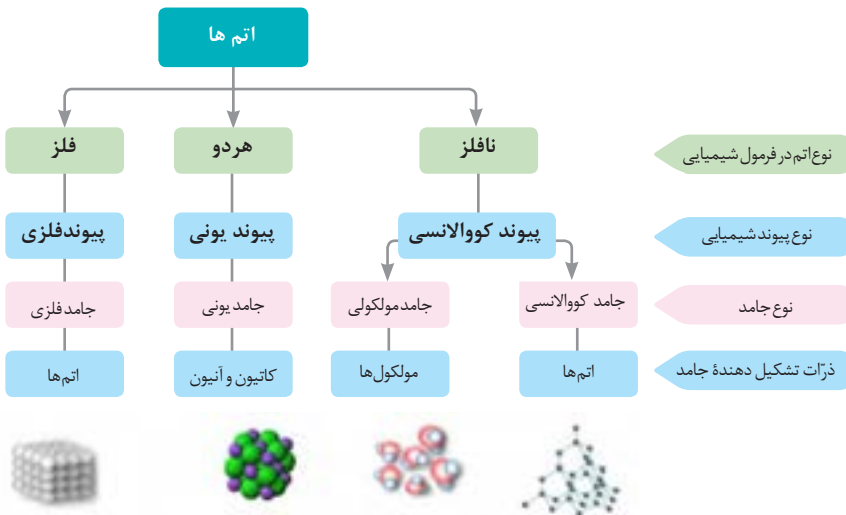 اتم ها
نوع اتم در فرمول شیمیایی
نافلز
هردو
فلز
نوع پیوند شیمیایی
پیوند کووالانسی
پیوند یونی
پیوندفلزی
نوع جامد
جامد کووالانسی
جامد مولکولی
جامد یونی
جامد فلزی
ذرّات تشکیل دهندهٔ جامد
اتم‌ها
مولکول‌ها
کاتیون و آنیون
اتم‌ها